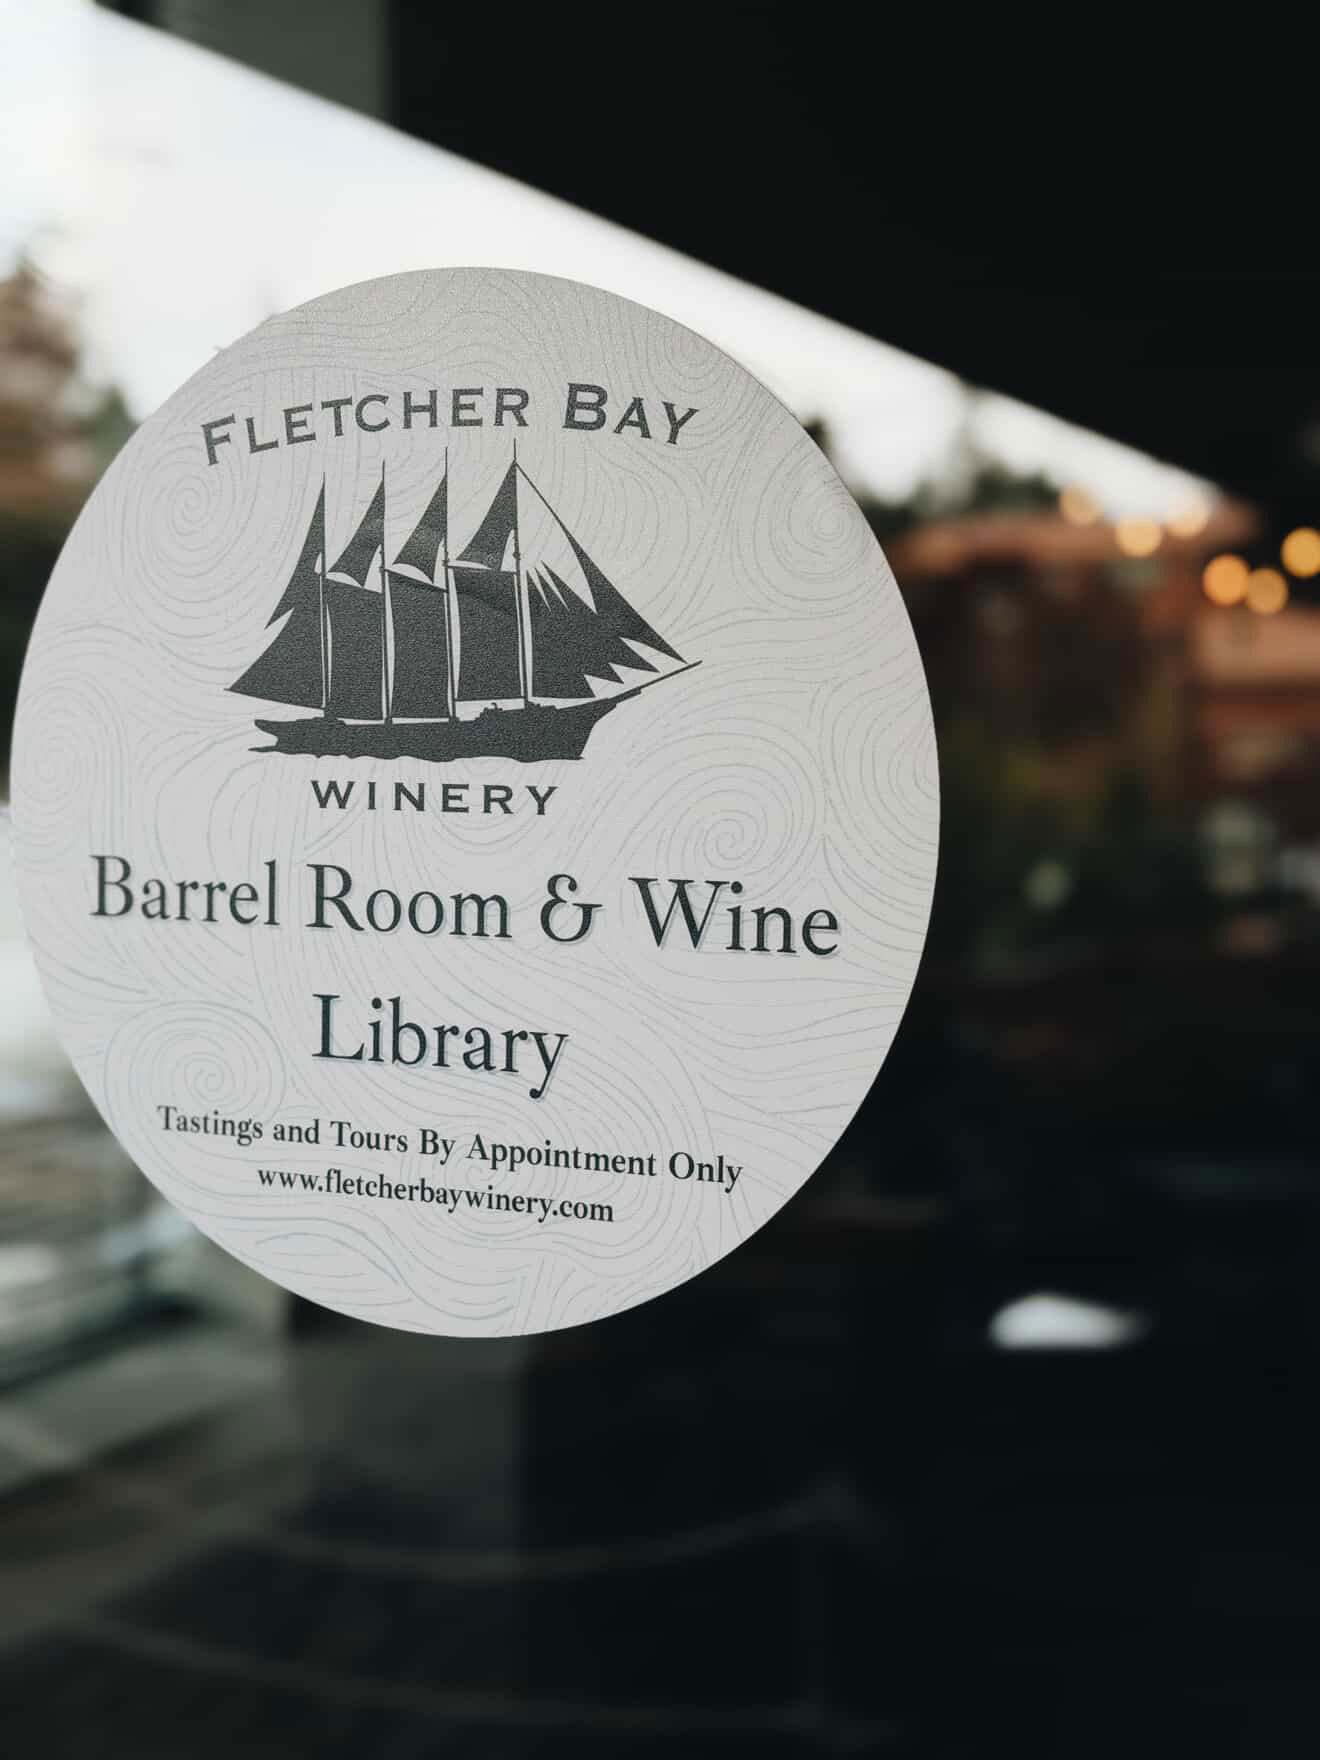 FLETCHER BAY
WINERY
Barrel Room & Wine
Library
Tastings and Tours By Appointment Only
www.fletcherbaywinery.com